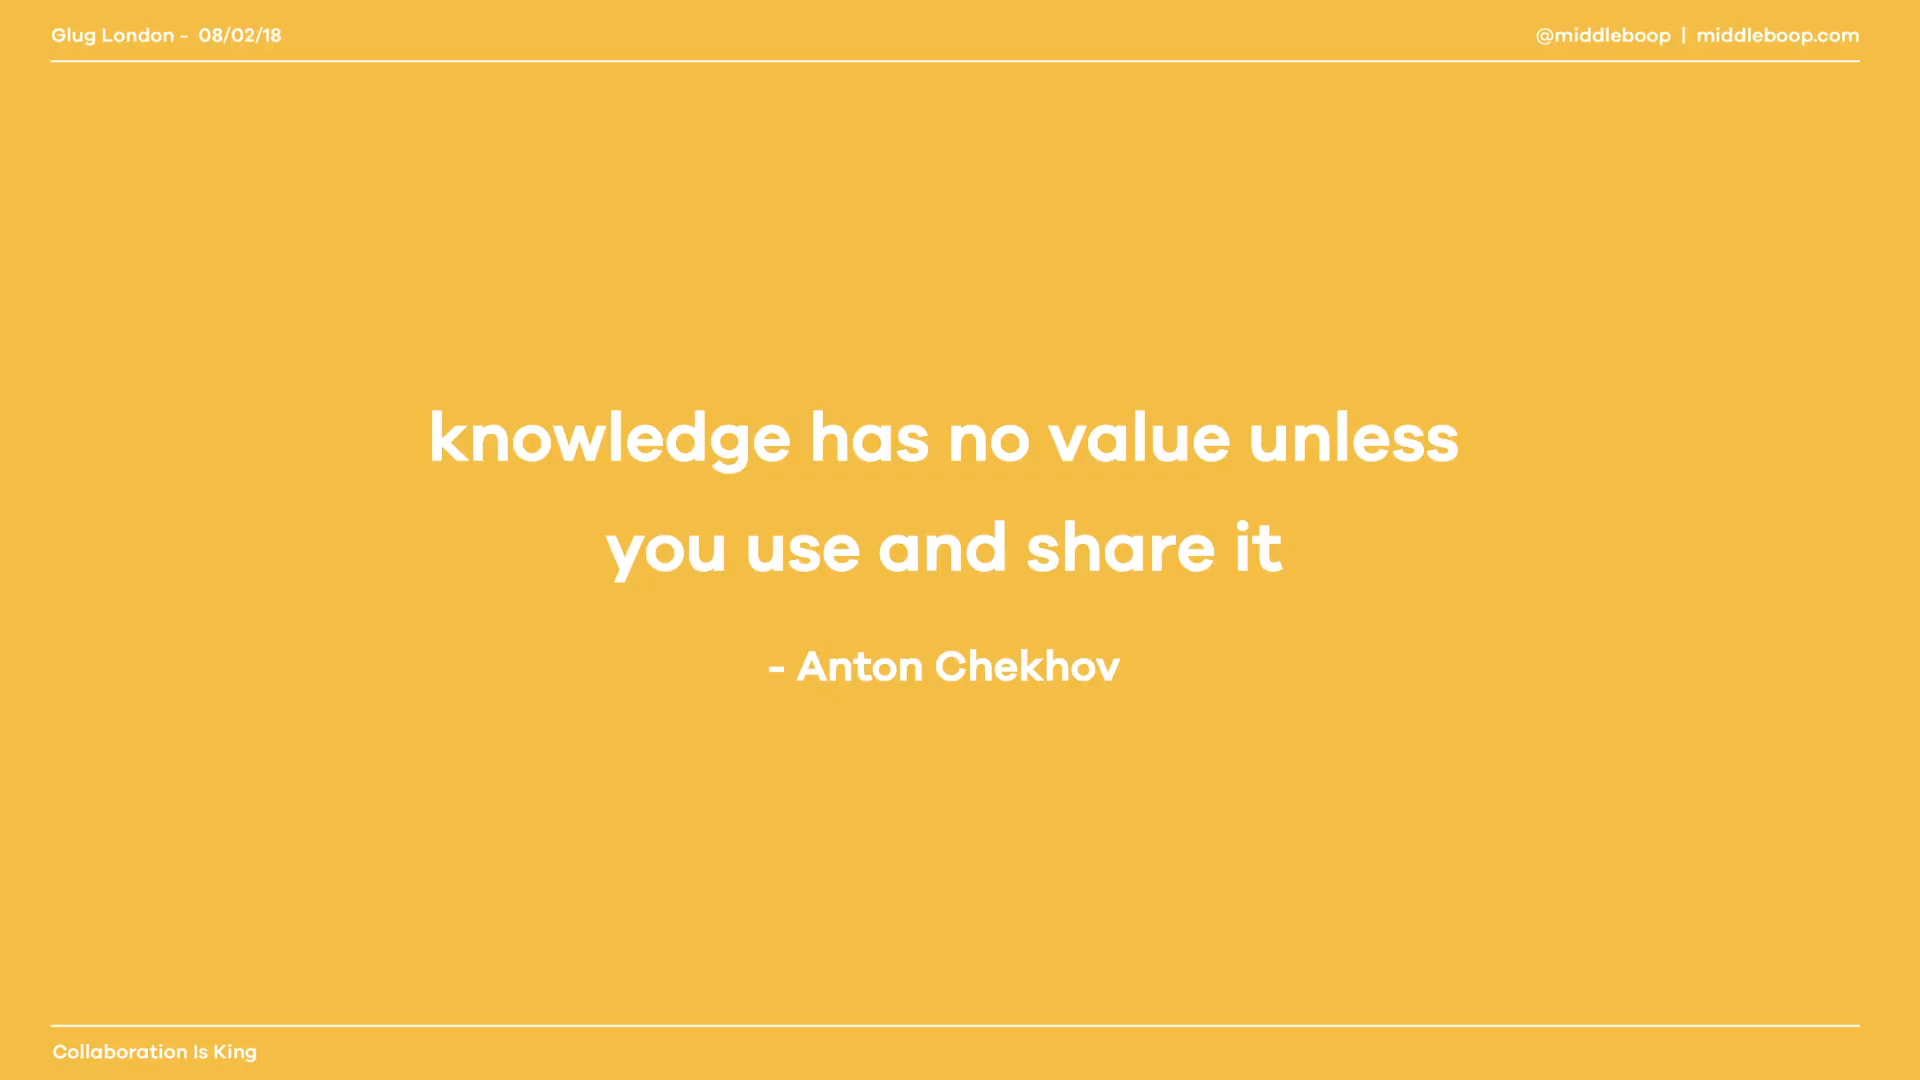 Glug London - 08/02/18
@middleboop | middleboop.com
knowledge has no value unless
you use and share it
- Anton Chekhov
Collaboration Is King